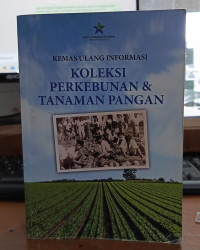 KEMAS ULANG INFORMASI
KOLEKSI
PERKEBUNAN &
TANAMAN PANGAN